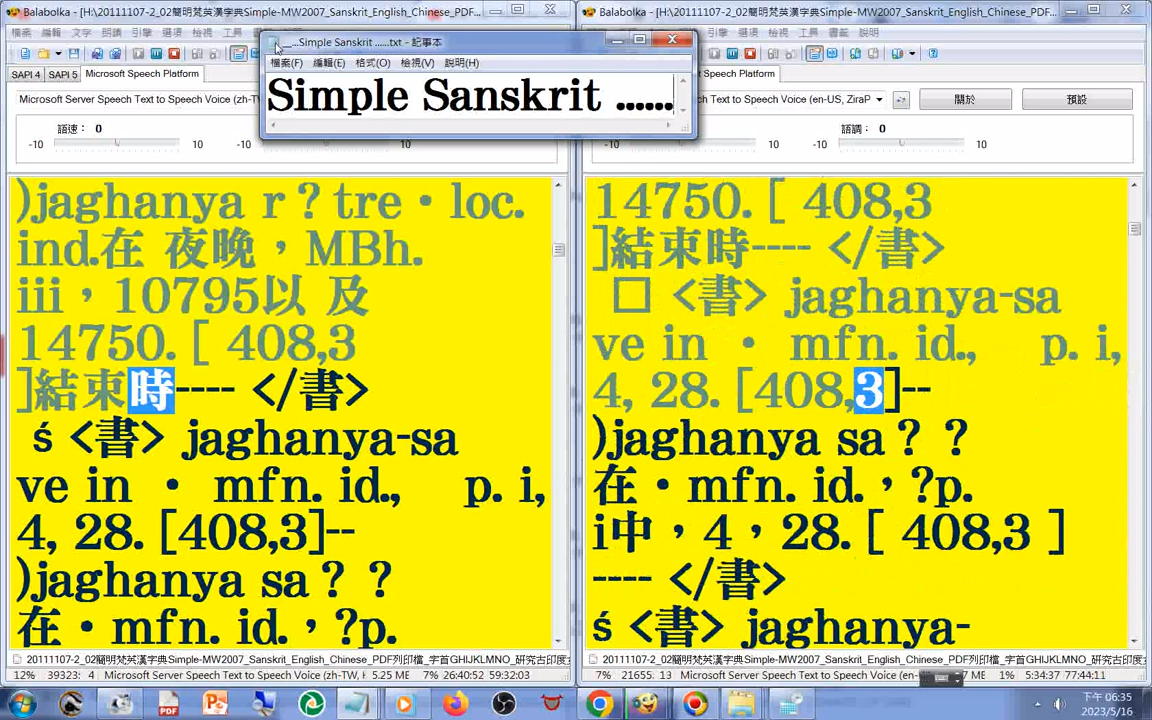 Balabolka - [H:\20111107-2_02簡明梵英漢字典Simple-MW2007_Sanskrit_English_Chinese_PDF...
Balabolka - [H:\20111107-2_02簡明梵英漢字典Simple-MW2007_Sanskrit_English_Chinese_PDF...
檔案 編輯 文字 朗讀 引擎 選項 檢視 工具
SAPI 4 SAPI 5 Microsoft Speech Platform
t Speech Platform
...Simple Sanskrit ......txt - 記事本
檔案(F) 編輯(E) 格式(O) 檢視(V) 說明(H)
Simple Sanskrit ......
Microsoft Server Speech Text to Speech Voice (zh-TW,
Microsoft Server Speech Text to Speech Voice (en-US, ZiraP
關於
預設
語速： 0
-10 10 -10 10
語調： 0
-10 10 -10 10
)jaghanya r？tre‧loc.
ind.在 夜晚，MBh.
iii，10795以 及
14750. [ 408,3
]結束時---- </書>
ś <書> jaghanya-sa
ve in ‧ mfn. id., p. i,
4, 28. [408,3]--
)jaghanya sa？？
在‧mfn. id.，?p.
14750. [ 408,3
]結束時---- </書>
□ <書> jaghanya-sa
ve in ‧ mfn. id., p. i,
4, 28. [408,3]--
)jaghanya sa？？
在‧mfn. id.，?p.
i中，4，28. [ 408,3 ]
---- </書>
ś <書> jaghanya-
20111107-2_02簡明梵英漢字典Simple-MW2007_Sanskrit_English_Chinese_PDF列印檔_字首GHIJKLMNO_研究古印度
20111107-2_02簡明梵英漢字典Simple-MW2007_Sanskrit_English_Chinese_PDF列印檔_字首GHIJKLMNO_研究古印度
12% 39323: 4 Microsoft Server Speech Text to Speech Voice (zh-TW, 5.25 ME 7% 26:40:52 59:32:03
7% 21655: 13 Microsoft Server Speech Text to Speech Voice 1% 5:34:37 77:44:11
下午 06:35
2023/5/16